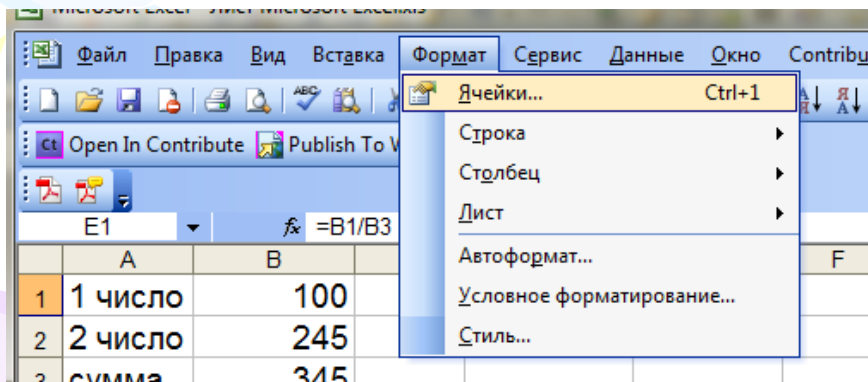 Microsoft Excel - Лист Microsoft Excel.xls
Файл Правка Вид Вставка Формат Сервис Данные Окно Contribu
Ячейки... Ctrl+1
Open In Contribute Publish To W
Строка
Столбец
Лист
E1 fx =B1/B3
Автоформат...
A B F
Условное форматирование...
1 1 число 100
Стиль...
2 2 число 245
3 сумма 345